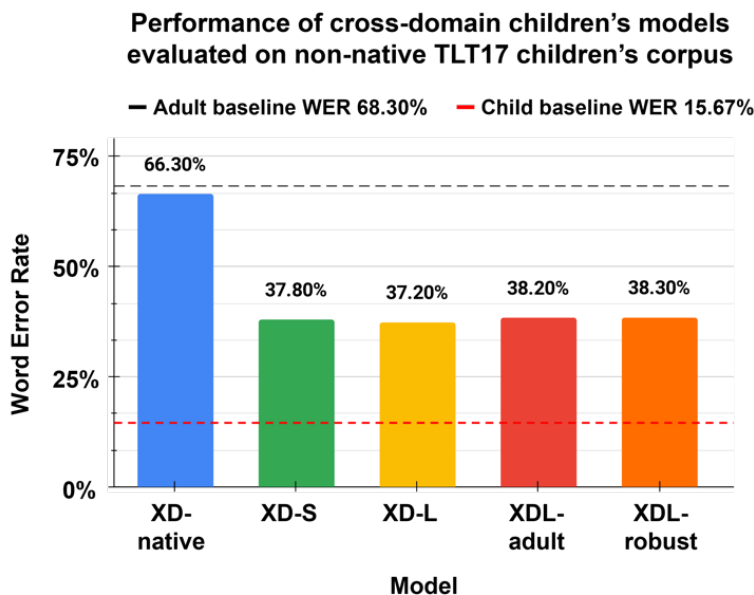 Performance of cross-domain children's models
evaluated on non-native TLT17 children's corpus
Adult baseline WER 68.30% Child baseline WER 15.67%
75%
66.30%
50%
37.80% 37.20% 38.20% 38.30%
25%
0%
Word Error Rate
XD-native XD-S XD-L XDL-adult XDL-robust
Model